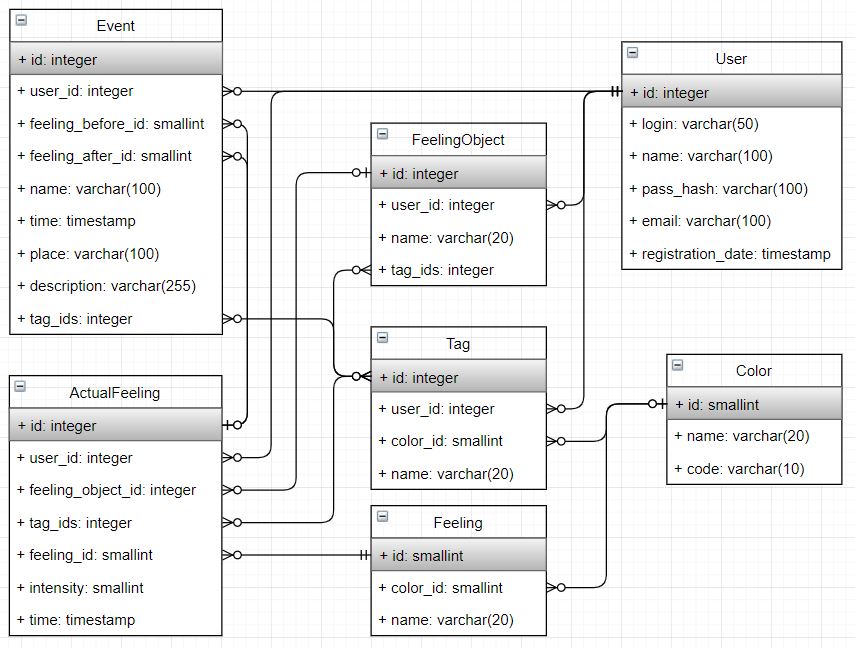 Event
+ id: integer
+ user_id: integer
+ feeling_before_id: smallint
+ feeling_after_id: smallint
+ name: varchar(100)
+ time: timestamp
+ place: varchar(100)
+ description: varchar(255)
+ tag_ids: integer
ActualFeeling
+ id: integer
+ user_id: integer
+ feeling_object_id: integer
+ tag_ids: integer
+ feeling_id: smallint
+ intensity: smallint
+ time: timestamp
FeelingObject
+ id: integer
+ user_id: integer
+ name: varchar(20)
+ tag_ids: integer
Tag
+ id: integer
+ user_id: integer
+ color_id: smallint
+ name: varchar(20)
Feeling
+ id: smallint
+ color_id: smallint
+ name: varchar(20)
User
+ id: integer
+ login: varchar(50)
+ name: varchar(100)
+ pass_hash: varchar(100)
+ email: varchar(100)
+ registration_date: timestamp
Color
+ id: smallint
+ name: varchar(20)
+ code: varchar(10)